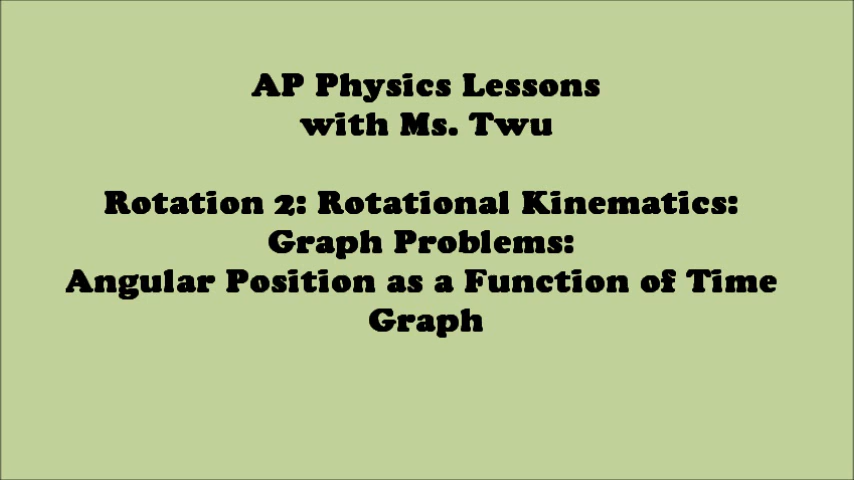 AP Physics Lessons
with Ms. Twu
Rotation 2: Rotational Kinematics:
Graph Problems:
Angular Position as a Function of Time
Graph